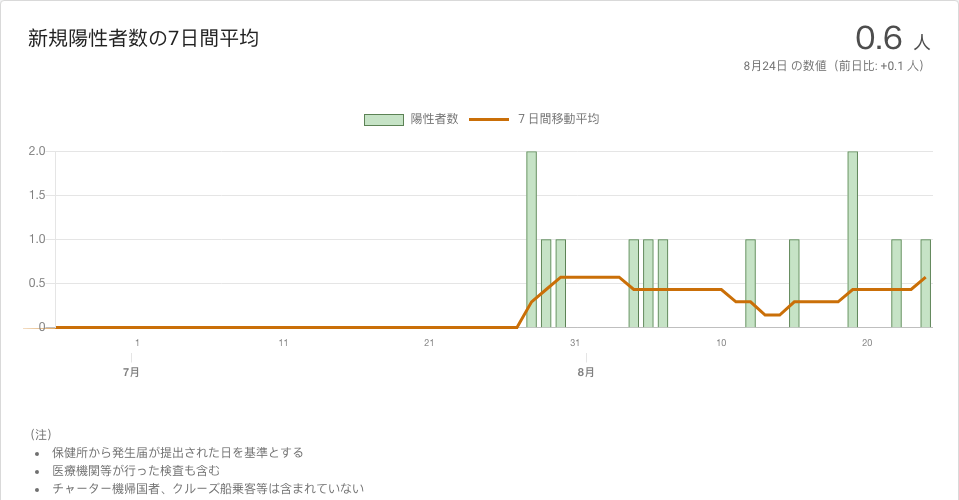 新規陽性者数の7日間平均
0.6 人
8月24日 の数値（前日比: +0.1 人）
陽性者数 7 日間移動平均
2.0
1.5
1.0
0.5
0
1 11 21 31 10 20
7月 8月
（注）
• 保健所から発生届が提出された日を基準とする
• 医療機関等が行った検査も含む
• チャーター機帰国者、クルーズ船乗客等は含まれていない